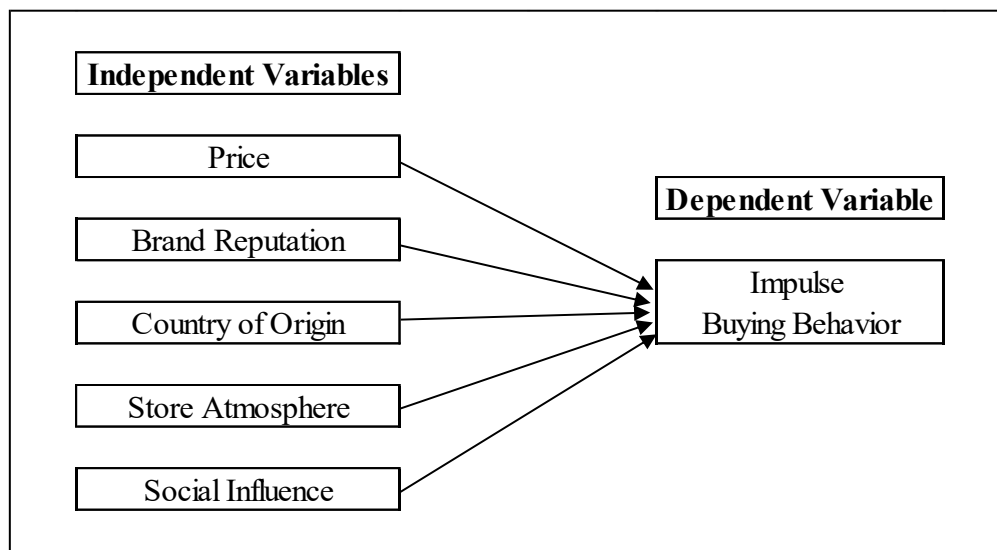 Independent Variables
Price
Brand Reputation
Country of Origin
Store Atmosphere
Social Influence
Dependent Variable
Impulse
Buying Behavior